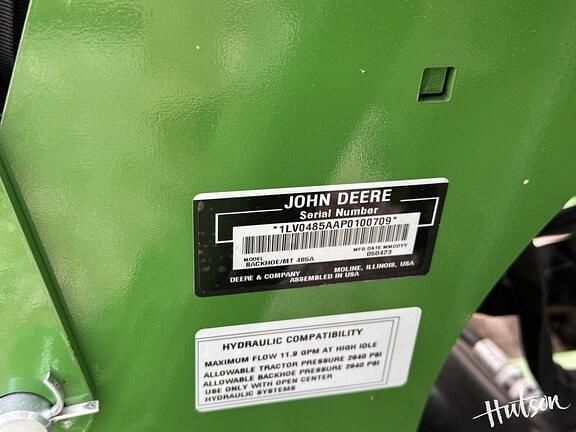 JOHN DEERE
Serial Number
*1LV0485AAP0100709*
MODEL MFG DATE MMDDYY
BACKHOE/MT 485A 050423
DEERE & COMPANY MOLINE, ILLINOIS, USA
ASSEMBLED IN USA
HYDRAULIC COMPATIBILITY
MAXIMUM FLOW 11.9 GPM AT HIGH IDLE
ALLOWABLE TRACTOR PRESSURE 2640 PSI
ALLOWABLE BACKHOE PRESSURE 2640 PSI
USE ONLY WITH OPEN CENTER
HYDRAULIC SYSTEMS
Hutson